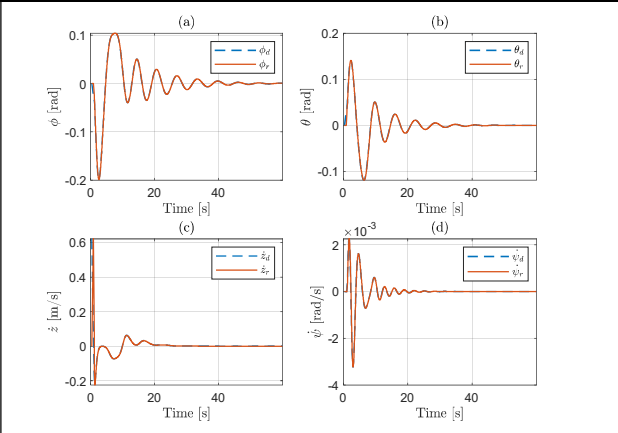 (a)
0.1
0
-0.1
-0.2
ϕ [rad]
ϕ_d
ϕ_r
0 20 40
Time [s]
(b)
0.2
0.1
0
-0.1
θ [rad]
θ_d
θ_r
0 20 40
Time [s]
(c)
0.6
0.4
0.2
0
-0.2
ż [m/s]
ż_d
ż_r
0 20 40
Time [s]
(d)
×10⁻³
2
0
-2
-4
ψ̇ [rad/s]
ψ̇_d
ψ̇_r
0 20 40
Time [s]